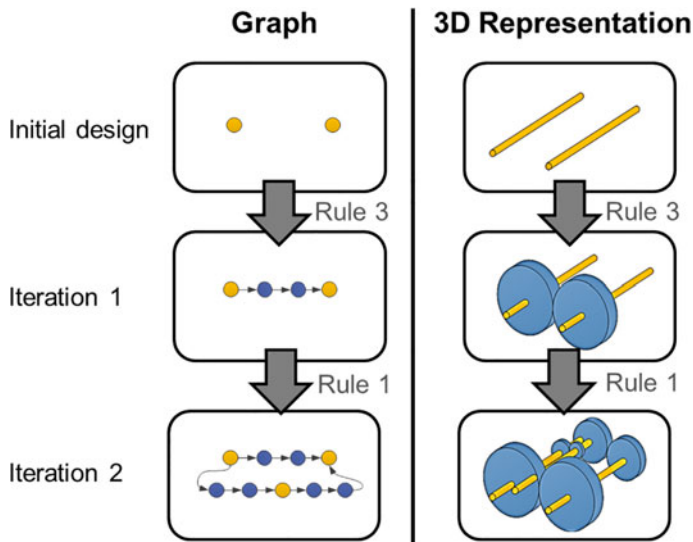 Graph
3D Representation
Initial design
Rule 3
Rule 3
Iteration 1
Rule 1
Rule 1
Iteration 2